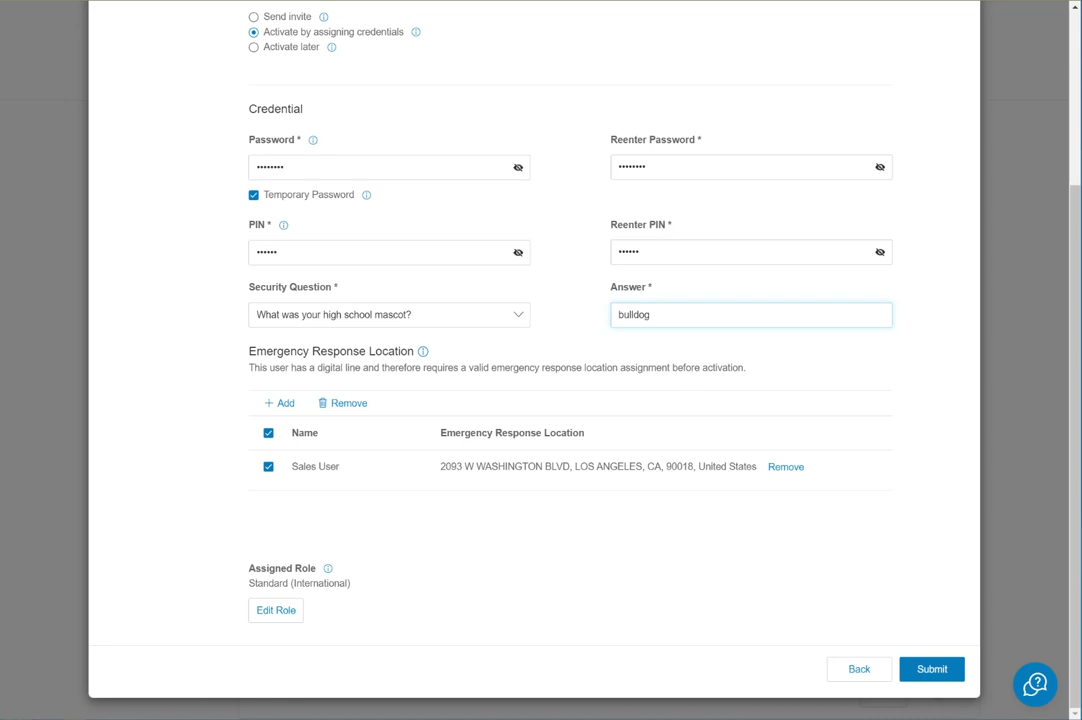 Send invite
Activate by assigning credentials
Activate later
Credential
Password *
Reenter Password *
••••••••
••••••••
Temporary Password
PIN *
Reenter PIN *
••••••
••••••
Security Question *
Answer *
What was your high school mascot?
bulldog
Emergency Response Location
This user has a digital line and therefore requires a valid emergency response location assignment before activation.
+ Add
Remove
Name
Emergency Response Location
Sales User
2093 W WASHINGTON BLVD, LOS ANGELES, CA, 90018, United States
Remove
Assigned Role
Standard (International)
Edit Role
Back
Submit